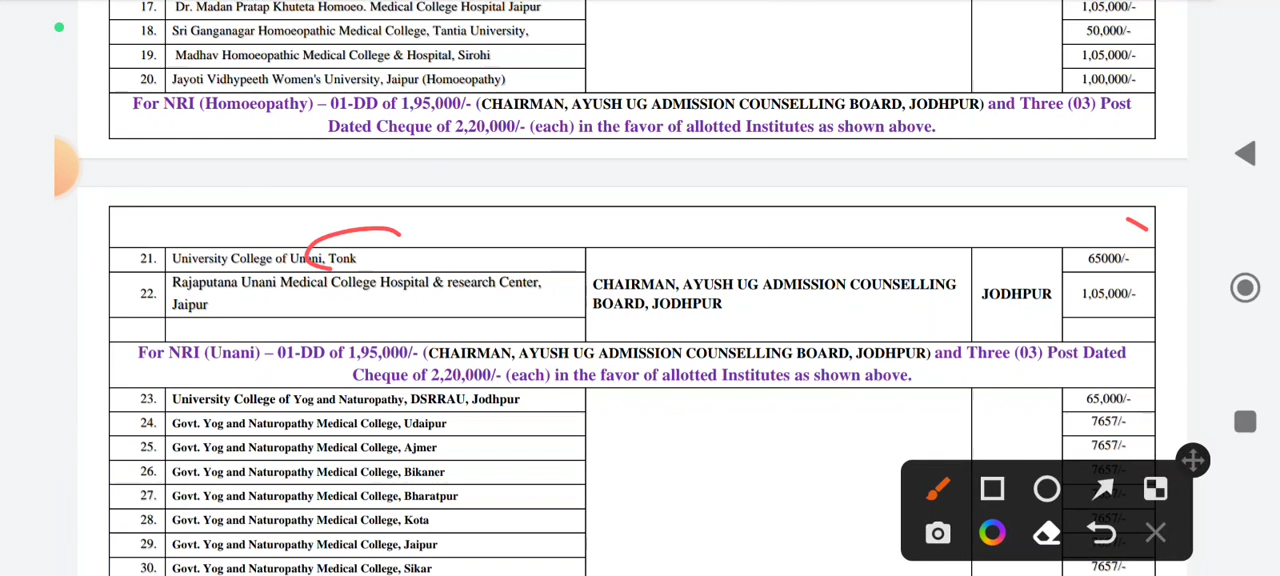 17. Dr. Madan Pratap Khuteta Homoeo. Medical College Hospital Jaipur 1,05,000/-
18. Sri Ganganagar Homoeopathic Medical College, Tantia University, 50,000/-
19. Madhav Homoeopathic Medical College & Hospital, Sirohi 1,05,000/-
20. Jayoti Vidhypeeth Women's University, Jaipur (Homoeopathy) 1,00,000/-
For NRI (Homoeopathy) – 01-DD of 1,95,000/- (CHAIRMAN, AYUSH UG ADMISSION COUNSELLING BOARD, JODHPUR) and Three (03) Post
Dated Cheque of 2,20,000/- (each) in the favor of allotted Institutes as shown above.
21. University College of Unani, Tonk 65000/-
22. Rajaputana Unani Medical College Hospital & research Center,
Jaipur
CHAIRMAN, AYUSH UG ADMISSION COUNSELLING
BOARD, JODHPUR
JODHPUR
1,05,000/-
For NRI (Unani) – 01-DD of 1,95,000/- (CHAIRMAN, AYUSH UG ADMISSION COUNSELLING BOARD, JODHPUR) and Three (03) Post Dated
Cheque of 2,20,000/- (each) in the favor of allotted Institutes as shown above.
23. University College of Yog and Naturopathy, DSRRAU, Jodhpur 65,000/-
24. Govt. Yog and Naturopathy Medical College, Udaipur 7657/-
25. Govt. Yog and Naturopathy Medical College, Ajmer 7657/-
26. Govt. Yog and Naturopathy Medical College, Bikaner 7657/-
27. Govt. Yog and Naturopathy Medical College, Bharatpur
28. Govt. Yog and Naturopathy Medical College, Kota 7657/-
29. Govt. Yog and Naturopathy Medical College, Jaipur
30. Govt. Yog and Naturopathy Medical College, Sikar 7657/-